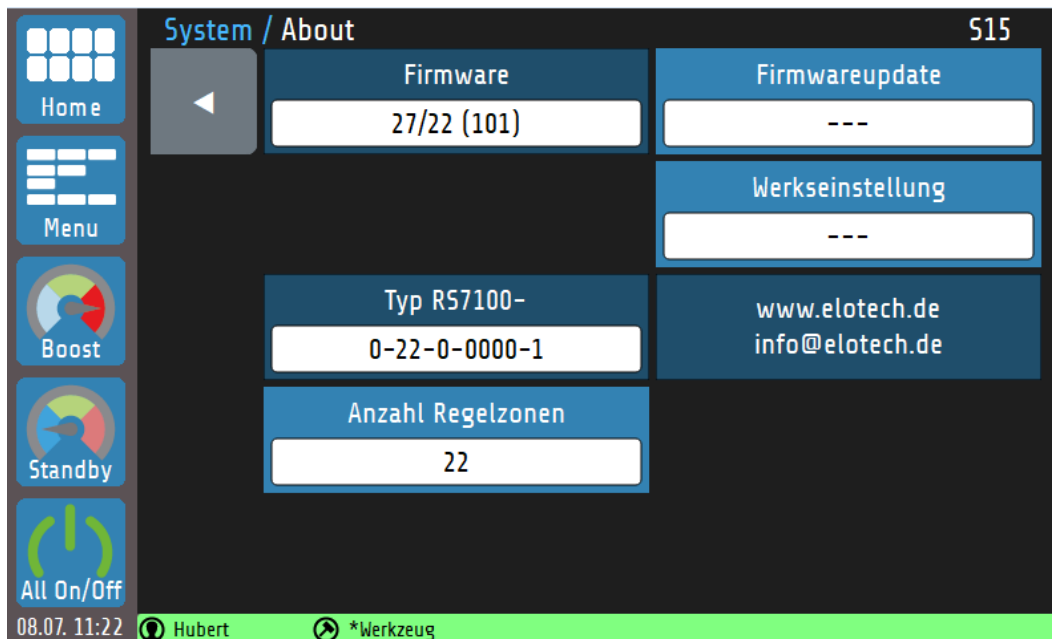 System / About
S15
Home
Menu
Boost
Standby
All On/Off
08.07. 11:22
Firmware
27/22 (101)
Firmwareupdate
---
Werkseinstellung
---
Typ RS7100-
0-22-0-0000-1
www.elotech.de
info@elotech.de
Anzahl Regelzonen
22
Hubert
*Werkzeug